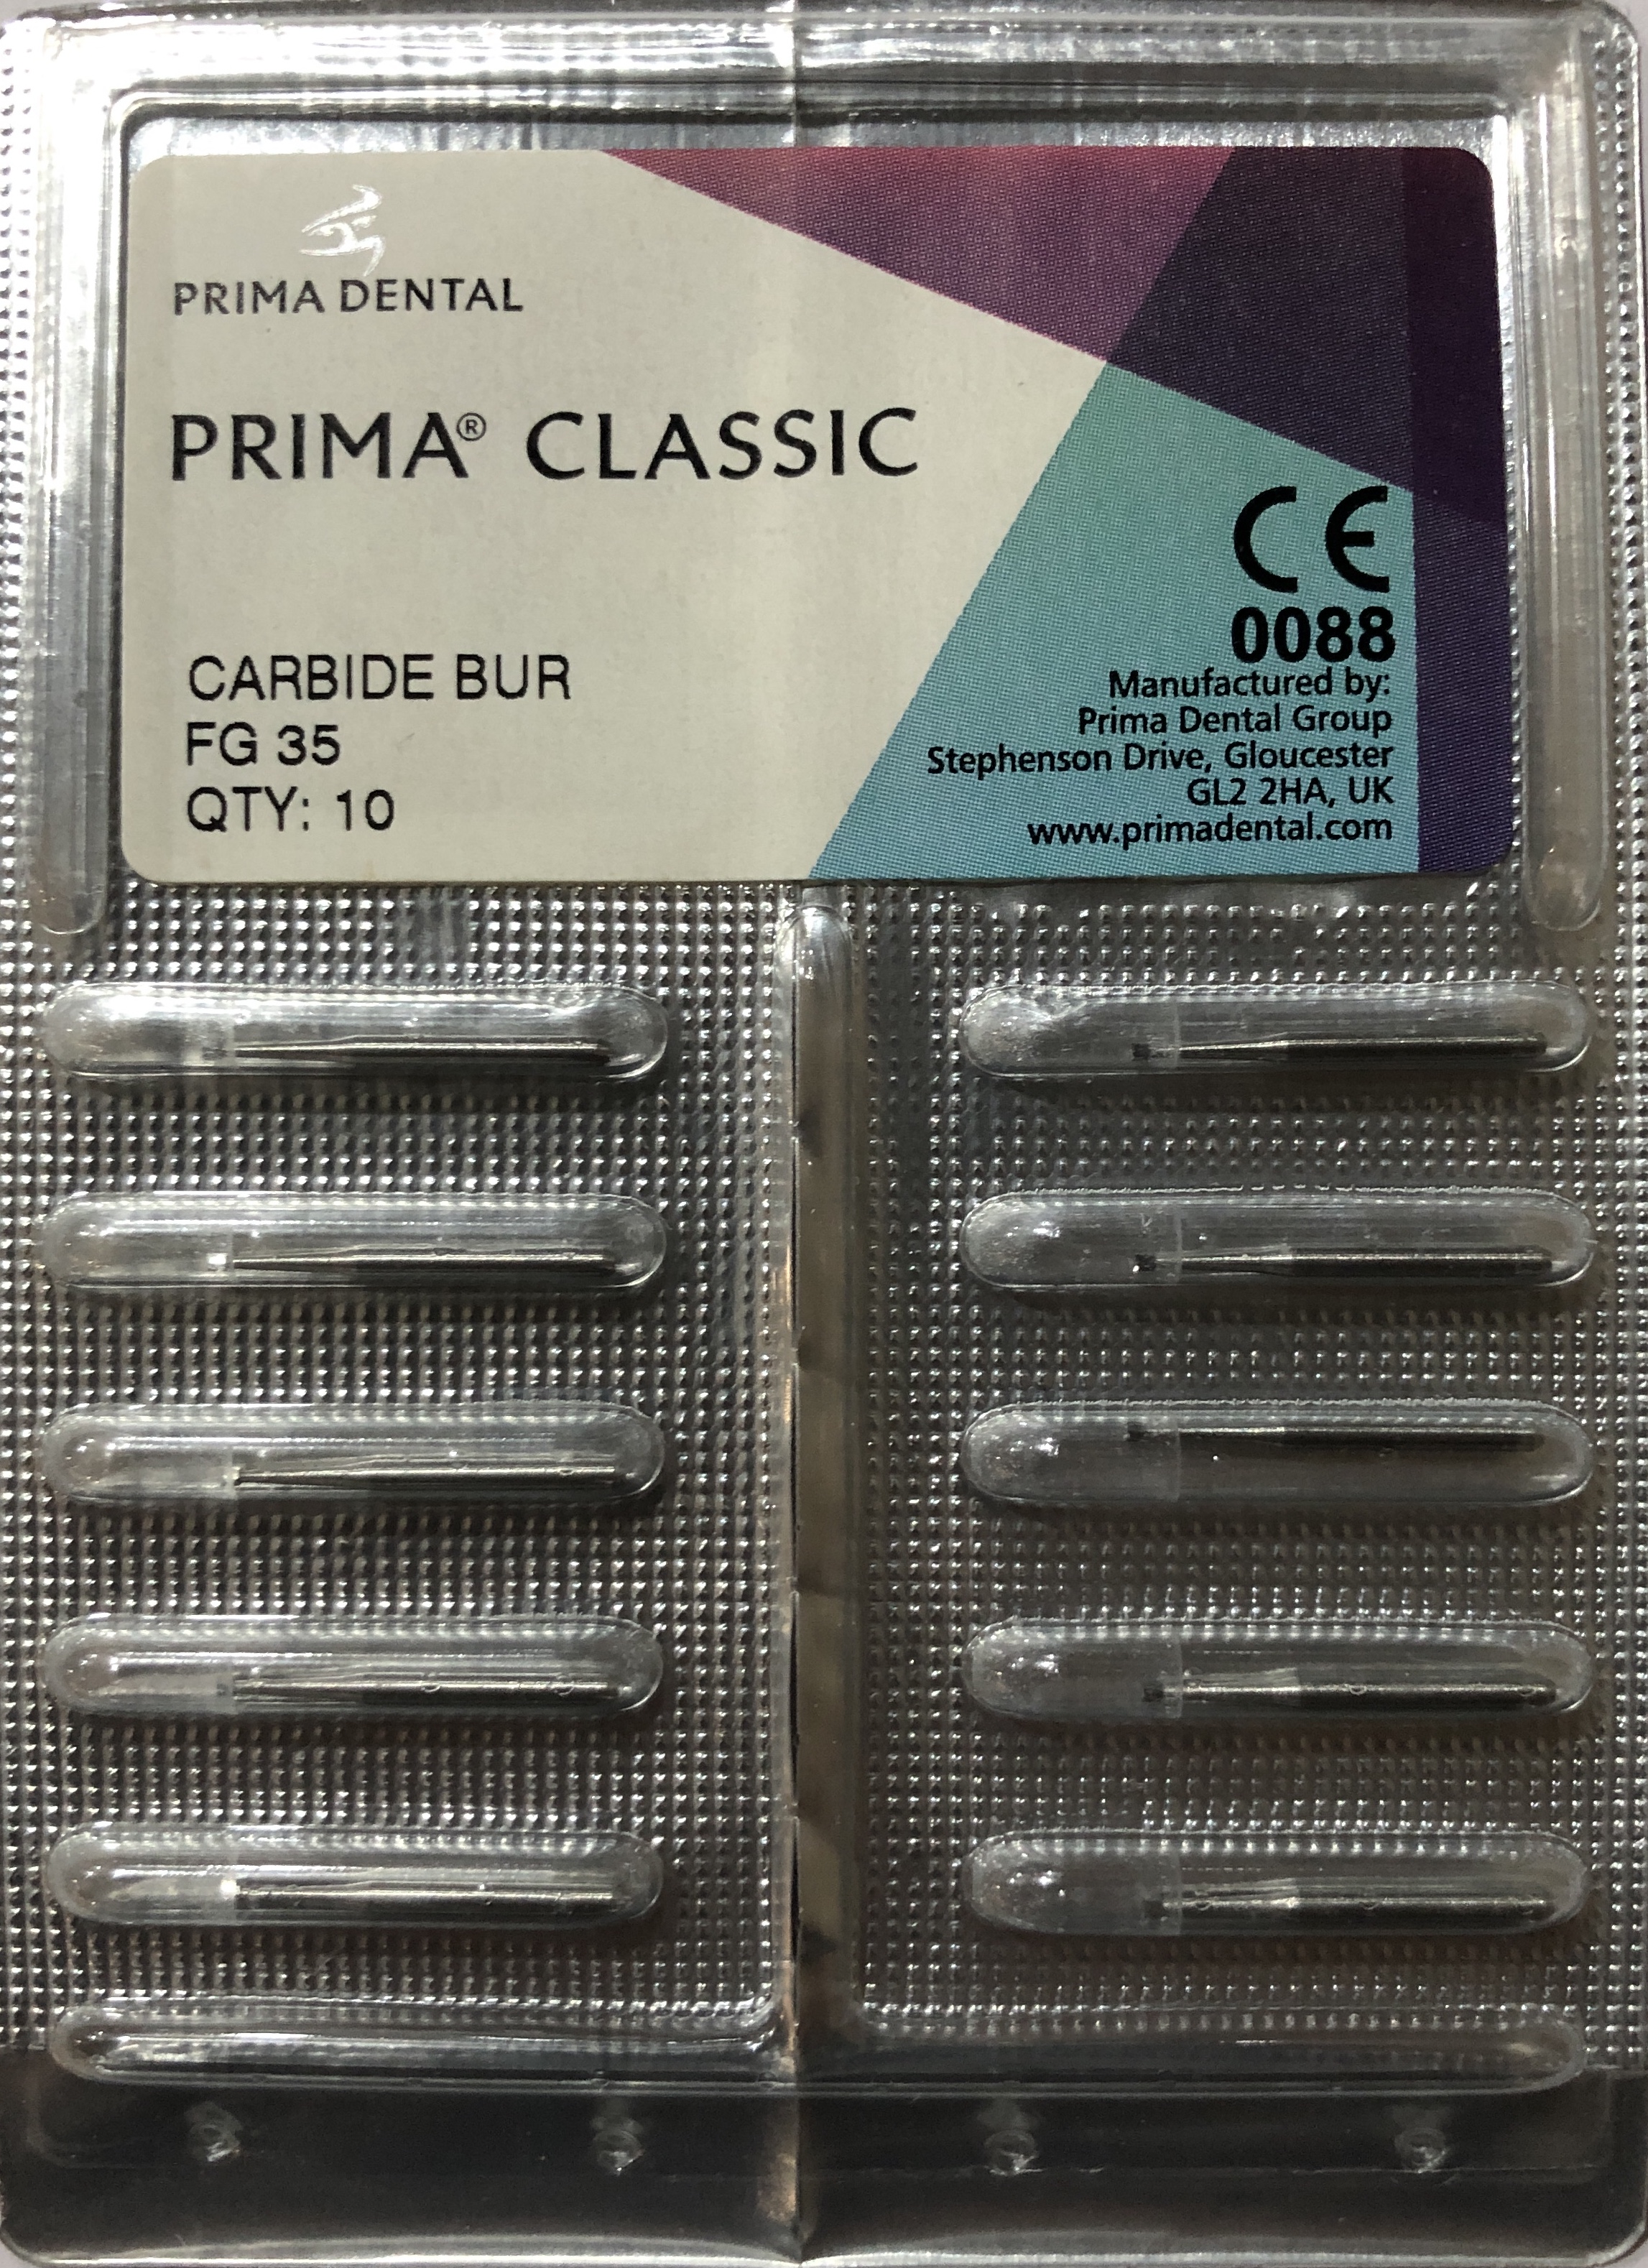 PRIMA DENTAL
PRIMA® CLASSIC
CARBIDE BUR
FG 35
QTY: 10
CE
0088
Manufactured by:
Prima Dental Group
Stephenson Drive, Gloucester
GL2 2HA, UK
www.primadental.com